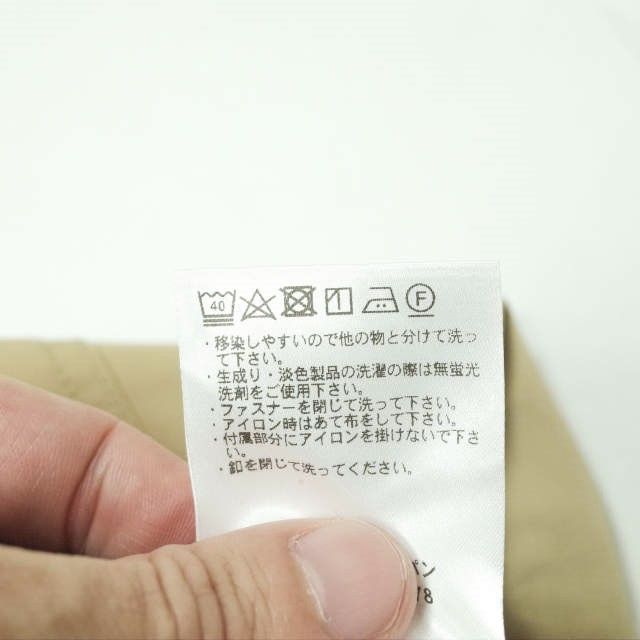 40 F
・移染しやすいので他の物と分けて洗っ
て下さい。
・生成り・淡色製品の洗濯の際は無蛍光
洗剤をご使用下さい。
・ファスナーを閉じて洗って下さい。
・アイロン時はあて布をして下さい。
・付属部分にアイロンを掛けないで下さ
い。
・釦を閉じて洗ってください。
パン
78